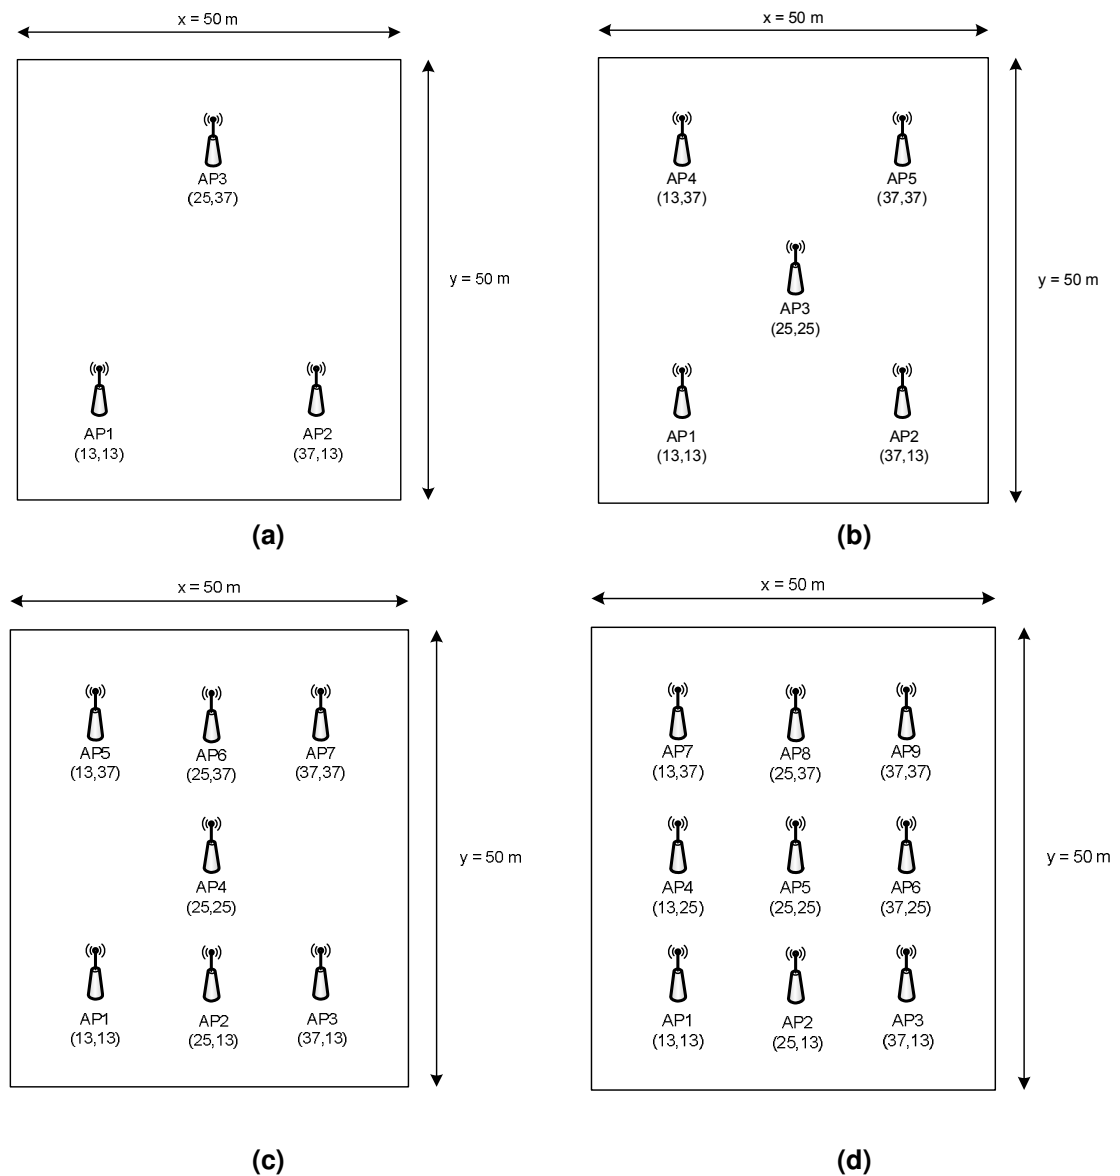 x = 50 m
AP3
(25,37)
y = 50 m
AP1
(13,13)
AP2
(37,13)
(a)
x = 50 m
AP4
(13,37)
AP5
(37,37)
AP3
(25,25)
y = 50 m
AP1
(13,13)
AP2
(37,13)
(b)
x = 50 m
AP5
(13,37)
AP6
(25,37)
AP7
(37,37)
AP4
(25,25)
y = 50 m
AP1
(13,13)
AP2
(25,13)
AP3
(37,13)
(c)
x = 50 m
AP7
(13,37)
AP8
(25,37)
AP9
(37,37)
AP4
(13,25)
AP5
(25,25)
AP6
(37,25)
y = 50 m
AP1
(13,13)
AP2
(25,13)
AP3
(37,13)
(d)